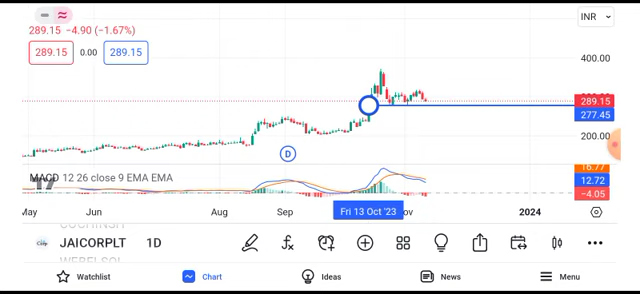 INR
289.15 −4.90 (−1.67%)
289.15 0.00 289.15
400.00
289.15
277.45
200.00
D
MACD 12 26 close 9 EMA EMA
16.77
12.72
−4.05
May Jun Aug Sep Fri 13 Oct '23 Nov 2024
JAICORPLT 1D
Watchlist Chart Ideas News Menu